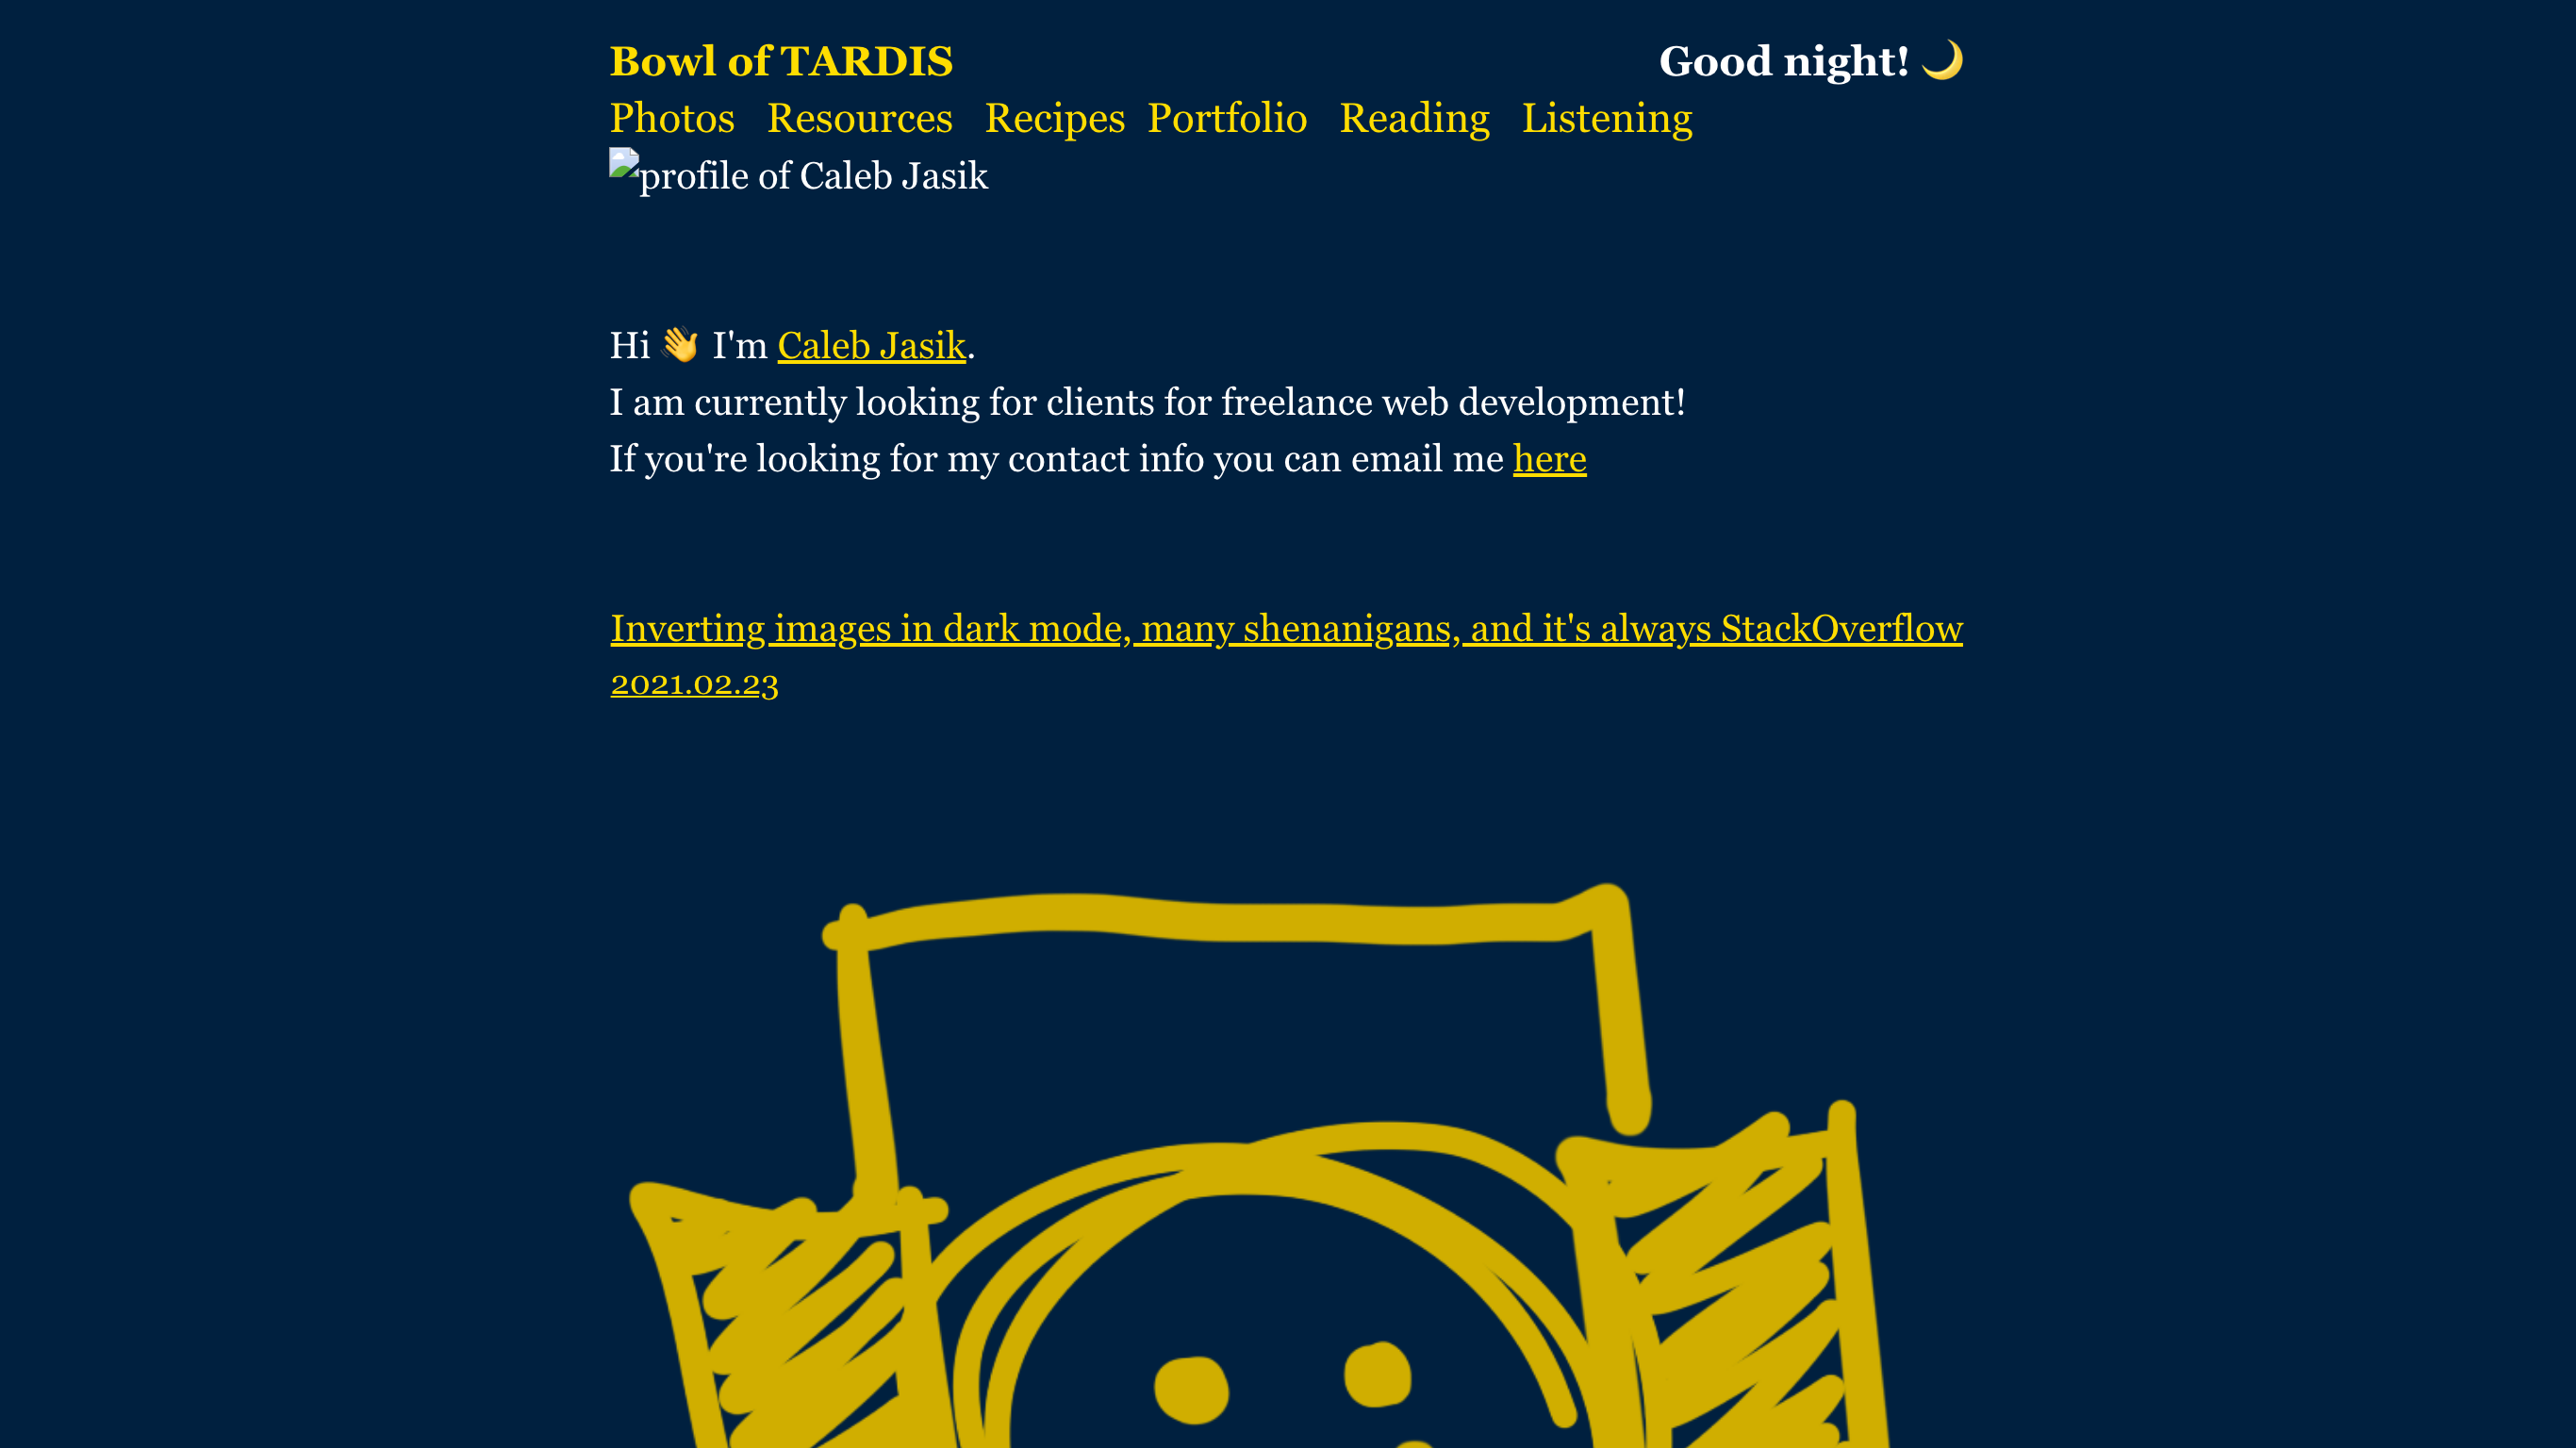 Bowl of TARDIS
Good night! 🌙
Photos Resources Recipes Portfolio Reading Listening
profile of Caleb Jasik
Hi 👋 I'm Caleb Jasik.
I am currently looking for clients for freelance web development!
If you're looking for my contact info you can email me here
Inverting images in dark mode, many shenanigans, and it's always StackOverflow
2021.02.23